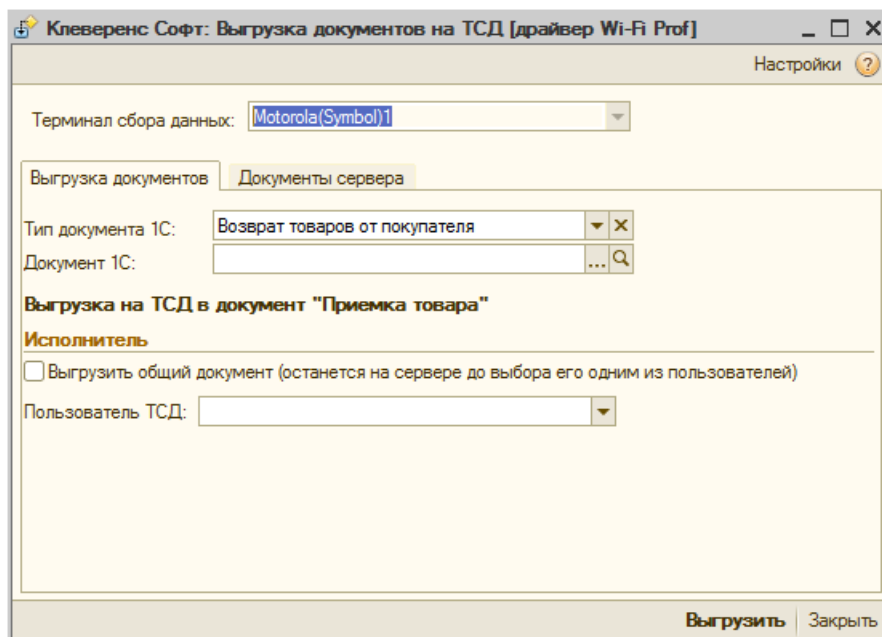 Клеверенс Софт: Выгрузка документов на ТСД [драйвер Wi-Fi Prof]
Настройки ?
Терминал сбора данных: Motorola(Symbol)1
Выгрузка документов Документы сервера
Тип документа 1С: Возврат товаров от покупателя
Документ 1С: ...
Выгрузка на ТСД в документ "Приемка товара"
Исполнитель
Выгрузить общий документ (останется на сервере до выбора его одним из пользователей)
Пользователь ТСД:
Выгрузить Закрыть